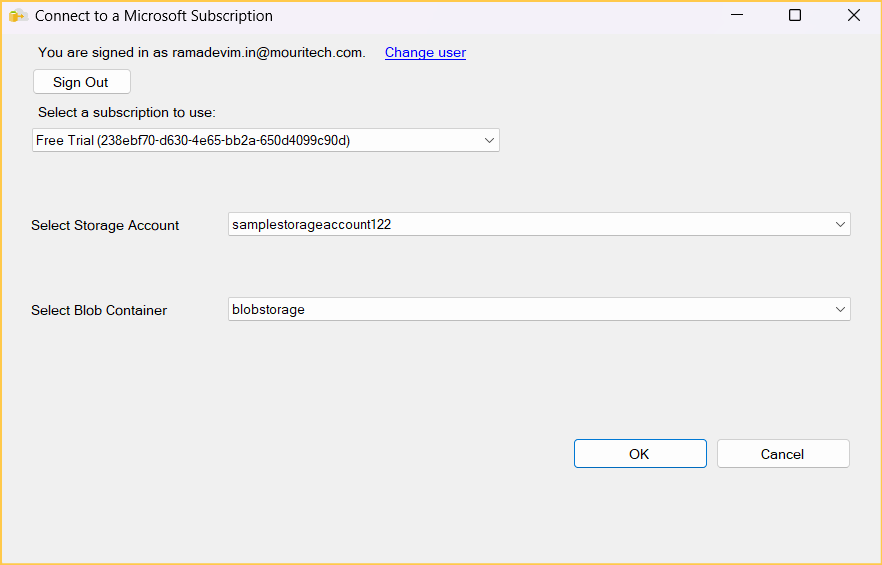 Connect to a Microsoft Subscription
You are signed in as ramadevim.in@mouritech.com. Change user
Sign Out
Select a subscription to use:
Free Trial (238ebf70-d630-4e65-bb2a-650d4099c90d)
Select Storage Account samplestorageaccount122
Select Blob Container blobstorage
OK Cancel